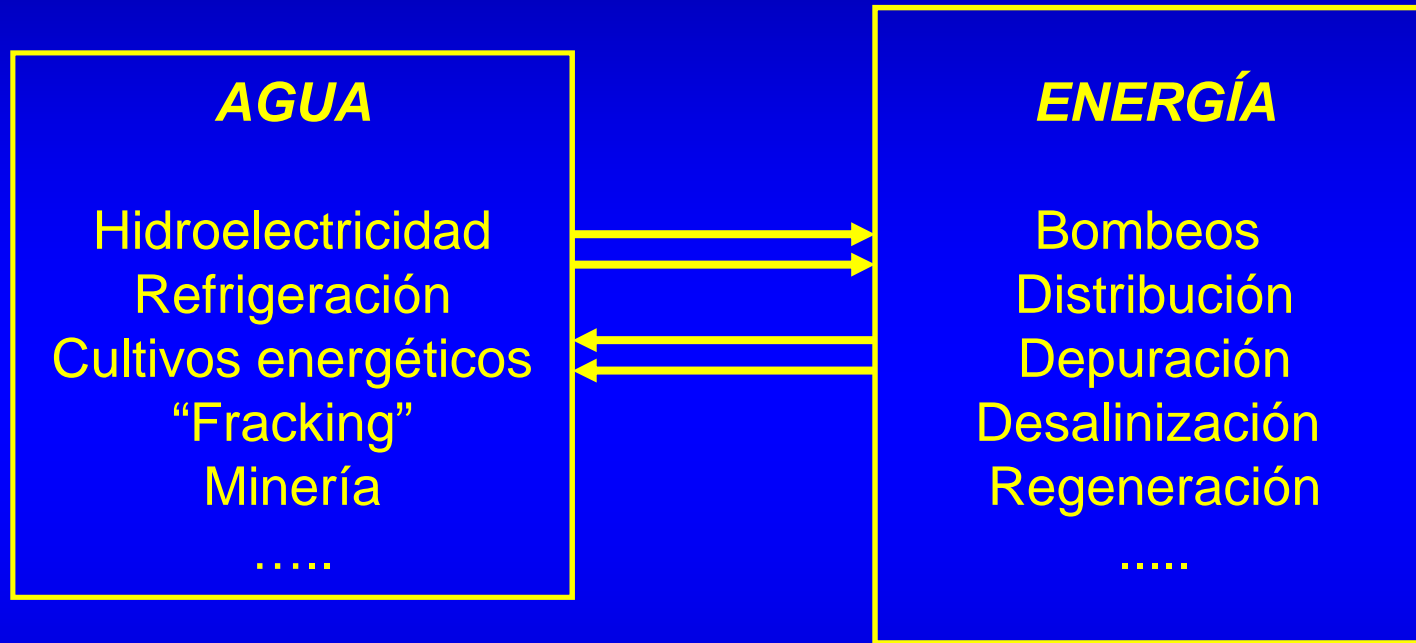 AGUA
Hidroelectricidad
Refrigeración
Cultivos energéticos
“Fracking”
Minería
…..
ENERGÍA
Bombeos
Distribución
Depuración
Desalinización
Regeneración
.....